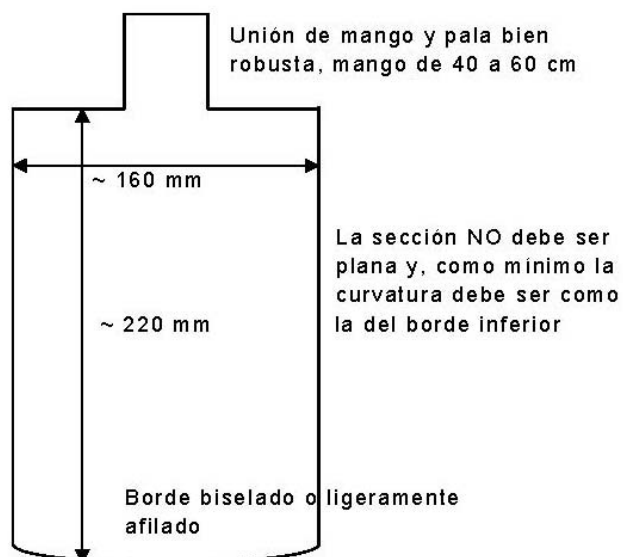 Unión de mango y pala bien
robusta, mango de 40 a 60 cm
~ 160 mm
La sección NO debe ser
plana y, como mínimo la
curvatura debe ser como
la del borde inferior
~ 220 mm
Borde biselado o ligeramente
afilado